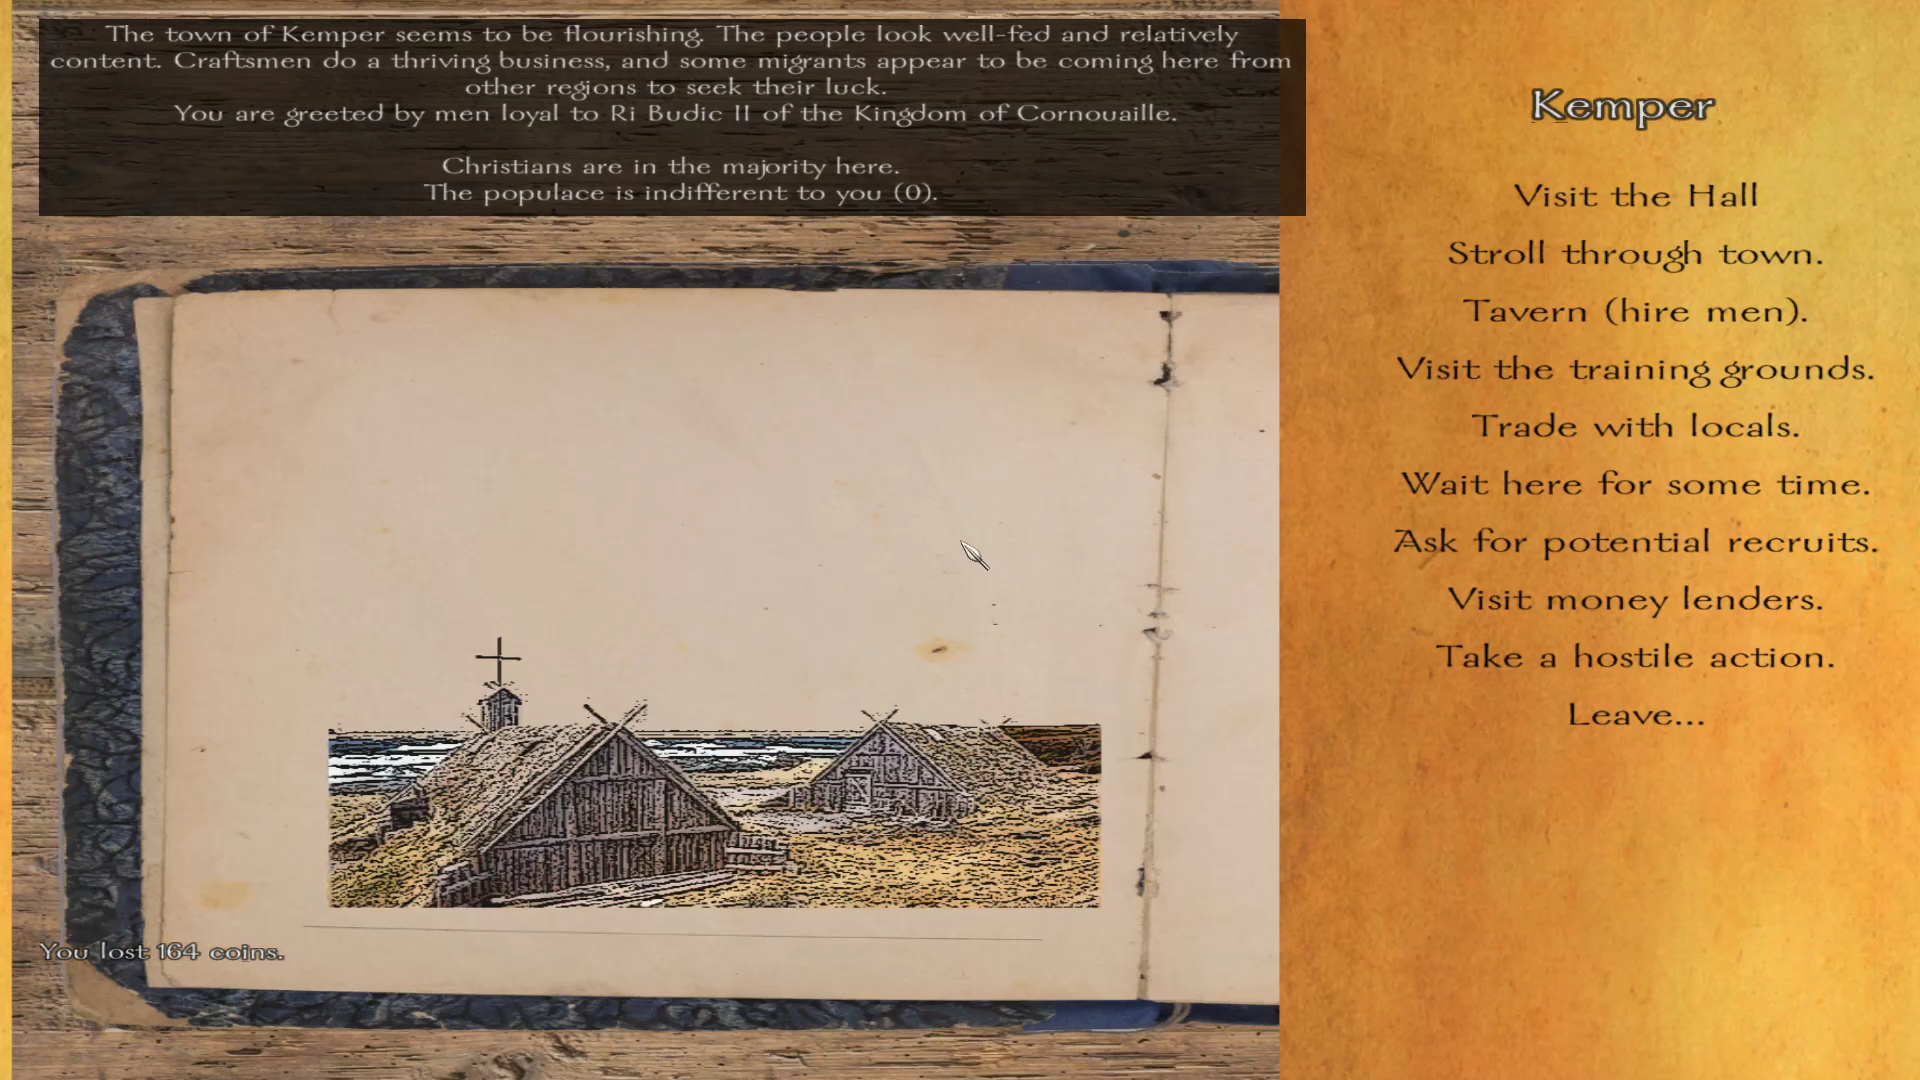 The town of Kemper seems to be flourishing. The people look well-fed and relatively
content. Craftsmen do a thriving business, and some migrants appear to be coming here from
other regions to seek their luck.
You are greeted by men loyal to Ri Budic II of the Kingdom of Cornouaille.
Christians are in the majority here.
The populace is indifferent to you (0).
Kemper
Visit the Hall
Stroll through town.
Tavern (hire men).
Visit the training grounds.
Trade with locals.
Wait here for some time.
Ask for potential recruits.
Visit money lenders.
Take a hostile action.
Leave...
You lost 164 coins.